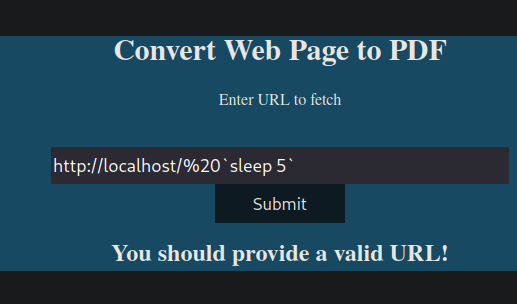 Convert Web Page to PDF
Enter URL to fetch
http://localhost/%20`sleep 5`
Submit
You should provide a valid URL!